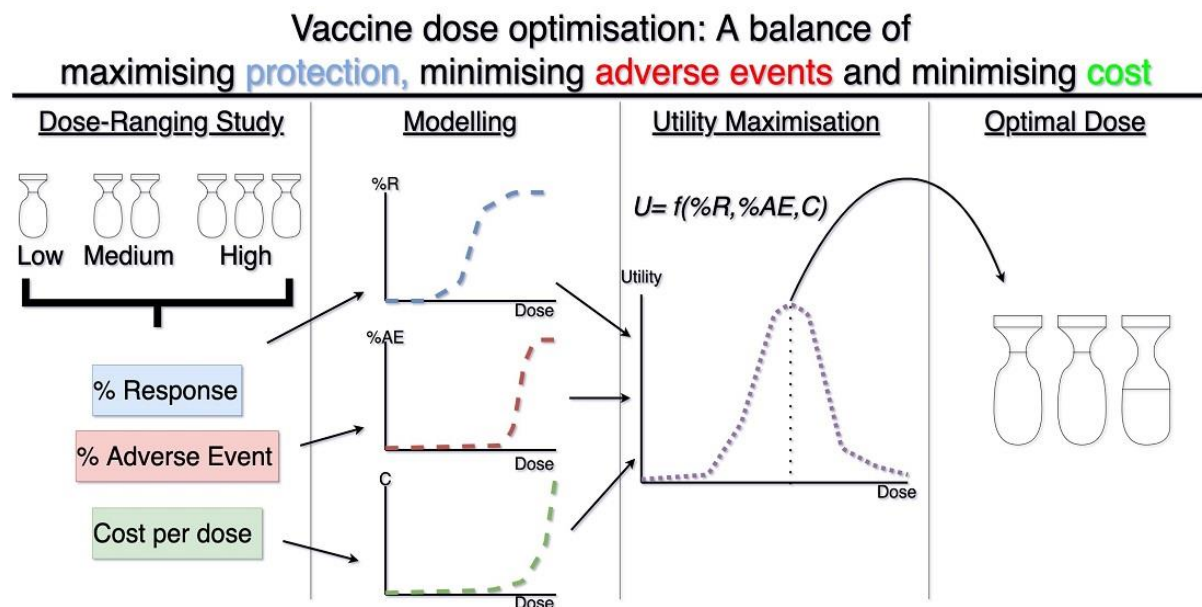 Vaccine dose optimisation: A balance of
maximising protection, minimising adverse events and minimising cost
Dose-Ranging Study
Low Medium High
% Response
% Adverse Event
Cost per dose
Modelling
%R
Dose
%AE
Dose
C
Dose
Utility Maximisation
U= f(%R,%AE,C)
Utility
Dose
Optimal Dose